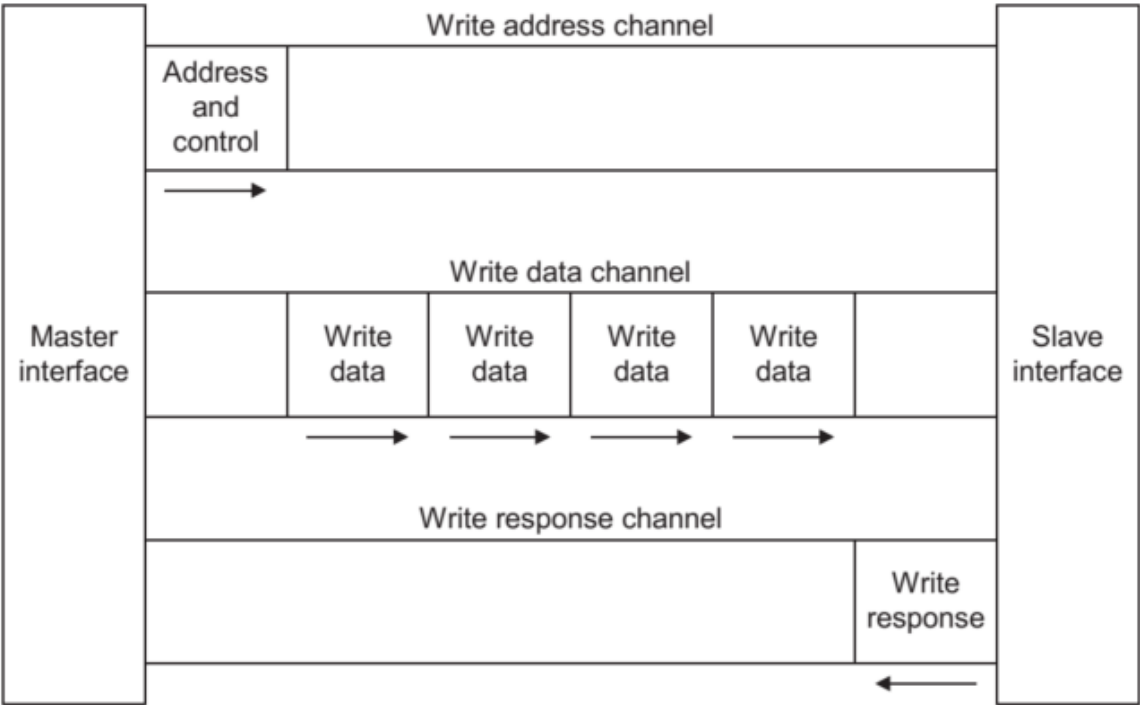 Write address channel
Address
and
control
Write data channel
Master
interface
Write
data
Write
data
Write
data
Write
data
Slave
interface
Write response channel
Write
response